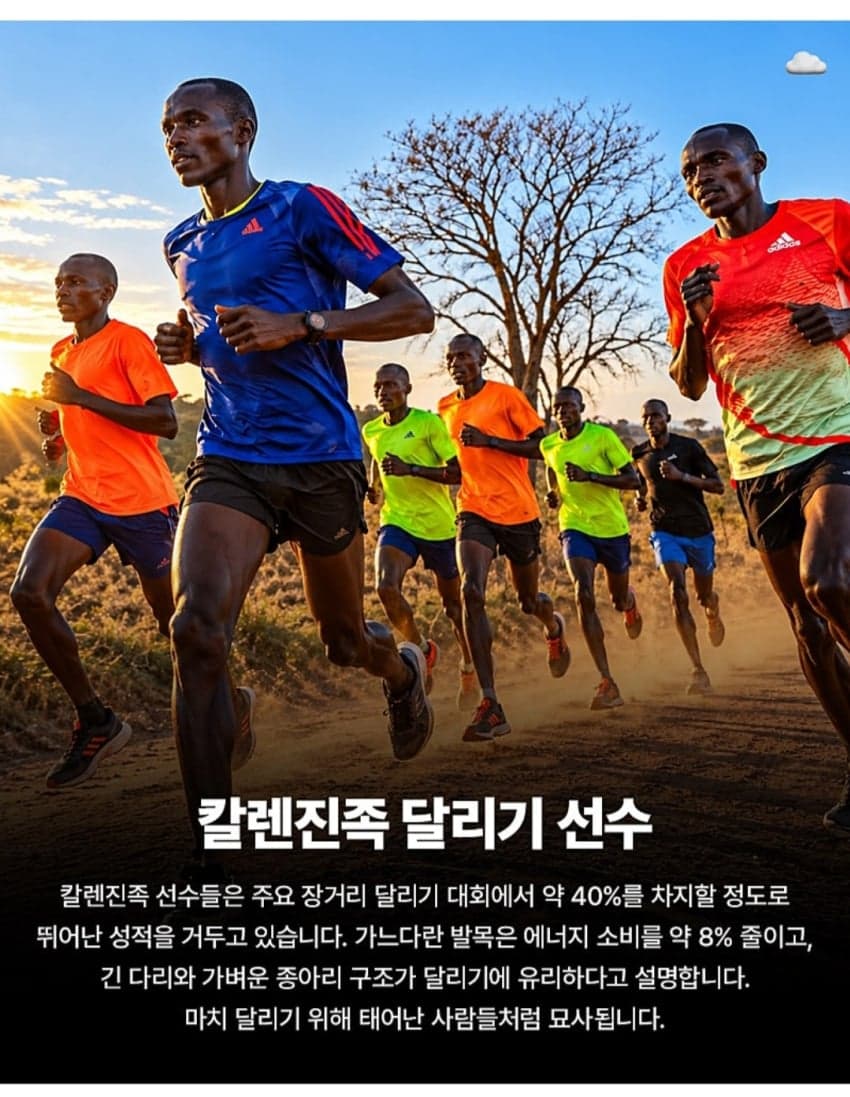 adidas
칼렌진족 달리기 선수
칼렌진족 선수들은 주요 장거리 달리기 대회에서 약 40%를 차지할 정도로
뛰어난 성적을 거두고 있습니다. 가느다란 발목은 에너지 소비를 약 8% 줄이고,
긴 다리와 가벼운 종아리 구조가 달리기에 유리하다고 설명합니다.
마치 달리기 위해 태어난 사람들처럼 묘사됩니다.